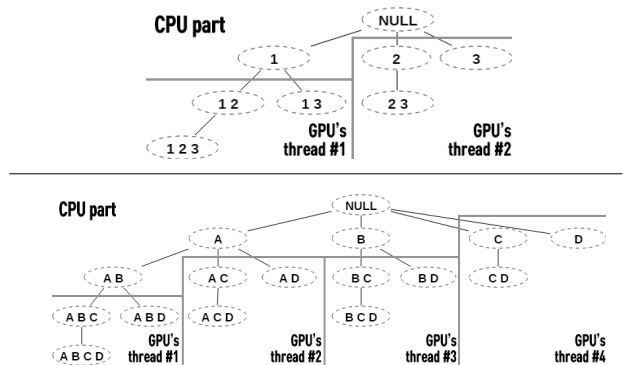 CPU part
NULL
1
2
3
1 2
1 3
2 3
GPU's
thread #1
GPU's
thread #2
1 2 3
CPU part
NULL
A
B
C
D
A B
A C
A D
B C
B D
C D
A B C
A B D
A C D
B C D
A B C D
GPU's
thread #1
GPU's
thread #2
GPU's
thread #3
GPU's
thread #4